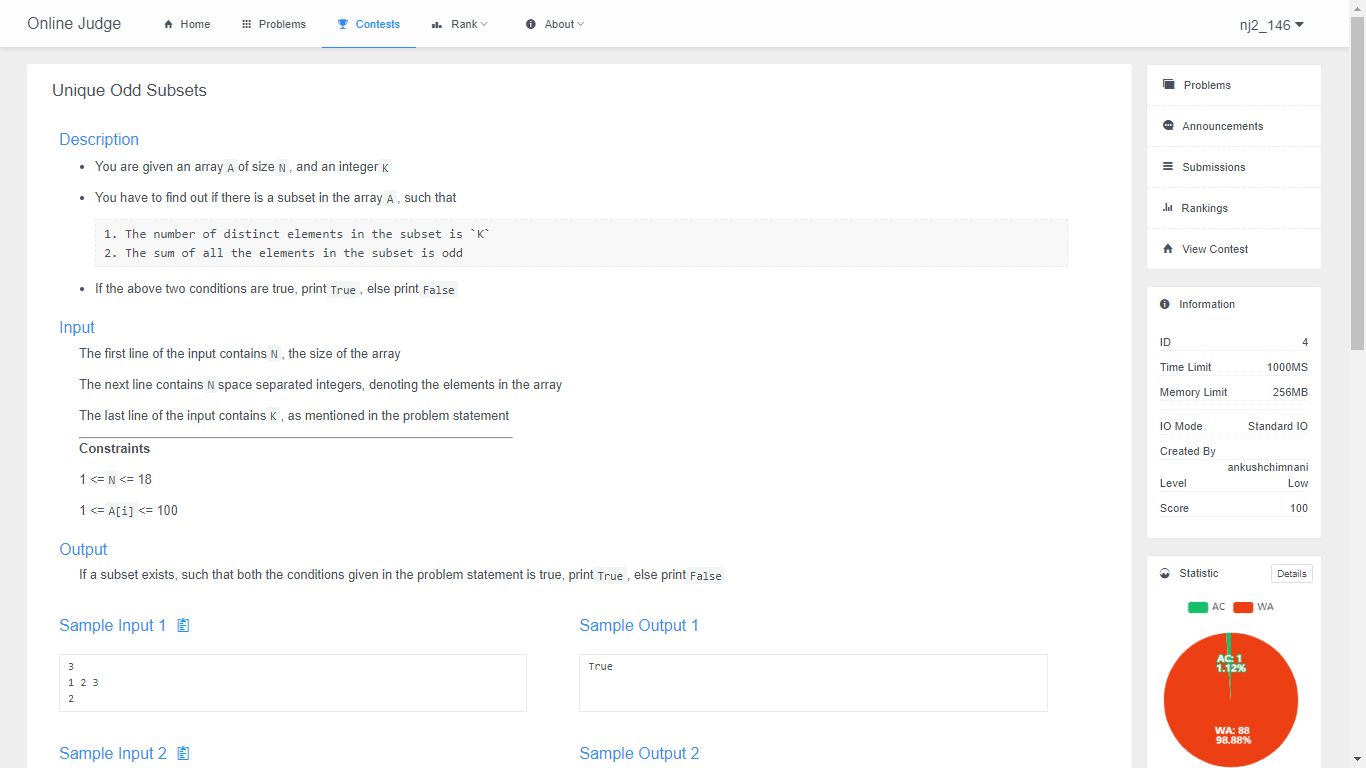 Online Judge
Home
Problems
Contests
Rank
About
nj2_146
Unique Odd Subsets
Description
You are given an array A of size N , and an integer K
You have to find out if there is a subset in the array A , such that
1. The number of distinct elements in the subset is `K`
2. The sum of all the elements in the subset is odd
If the above two conditions are true, print True , else print False
Input
The first line of the input contains N , the size of the array
The next line contains N space separated integers, denoting the elements in the array
The last line of the input contains K , as mentioned in the problem statement
Constraints
1 <= N <= 18
1 <= A[i] <= 100
Output
If a subset exists, such that both the conditions given in the problem statement is true, print True , else print False
Sample Input 1
3
1 2 3
2
Sample Output 1
True
Sample Input 2
Sample Output 2
Problems
Announcements
Submissions
Rankings
View Contest
Information
ID 4
Time Limit 1000MS
Memory Limit 256MB
IO Mode Standard IO
Created By
ankushchimnani
Level Low
Score 100
Statistic
Details
AC WA
AC: 1
1.12%
WA: 88
98.88%